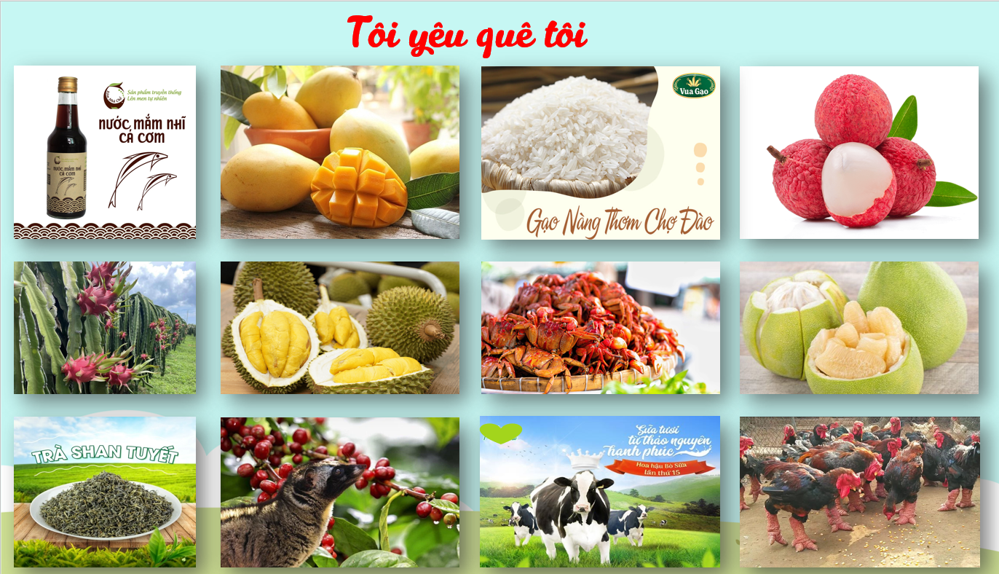 Tôi yêu quê tôi
Sản phẩm truyền thống
Lên men tự nhiên
NƯỚC MẮM NHĨ
CÁ CƠM
NƯỚC MẮM NHĨ
CÁ CƠM
Vua Gạo
Gạo Nàng Thơm Chợ Đào
TRÀ SHAN TUYẾT
Sữa tươi
từ thảo nguyên
Thanh phúc
Hoa hậu Bò Sữa
lần thứ 15